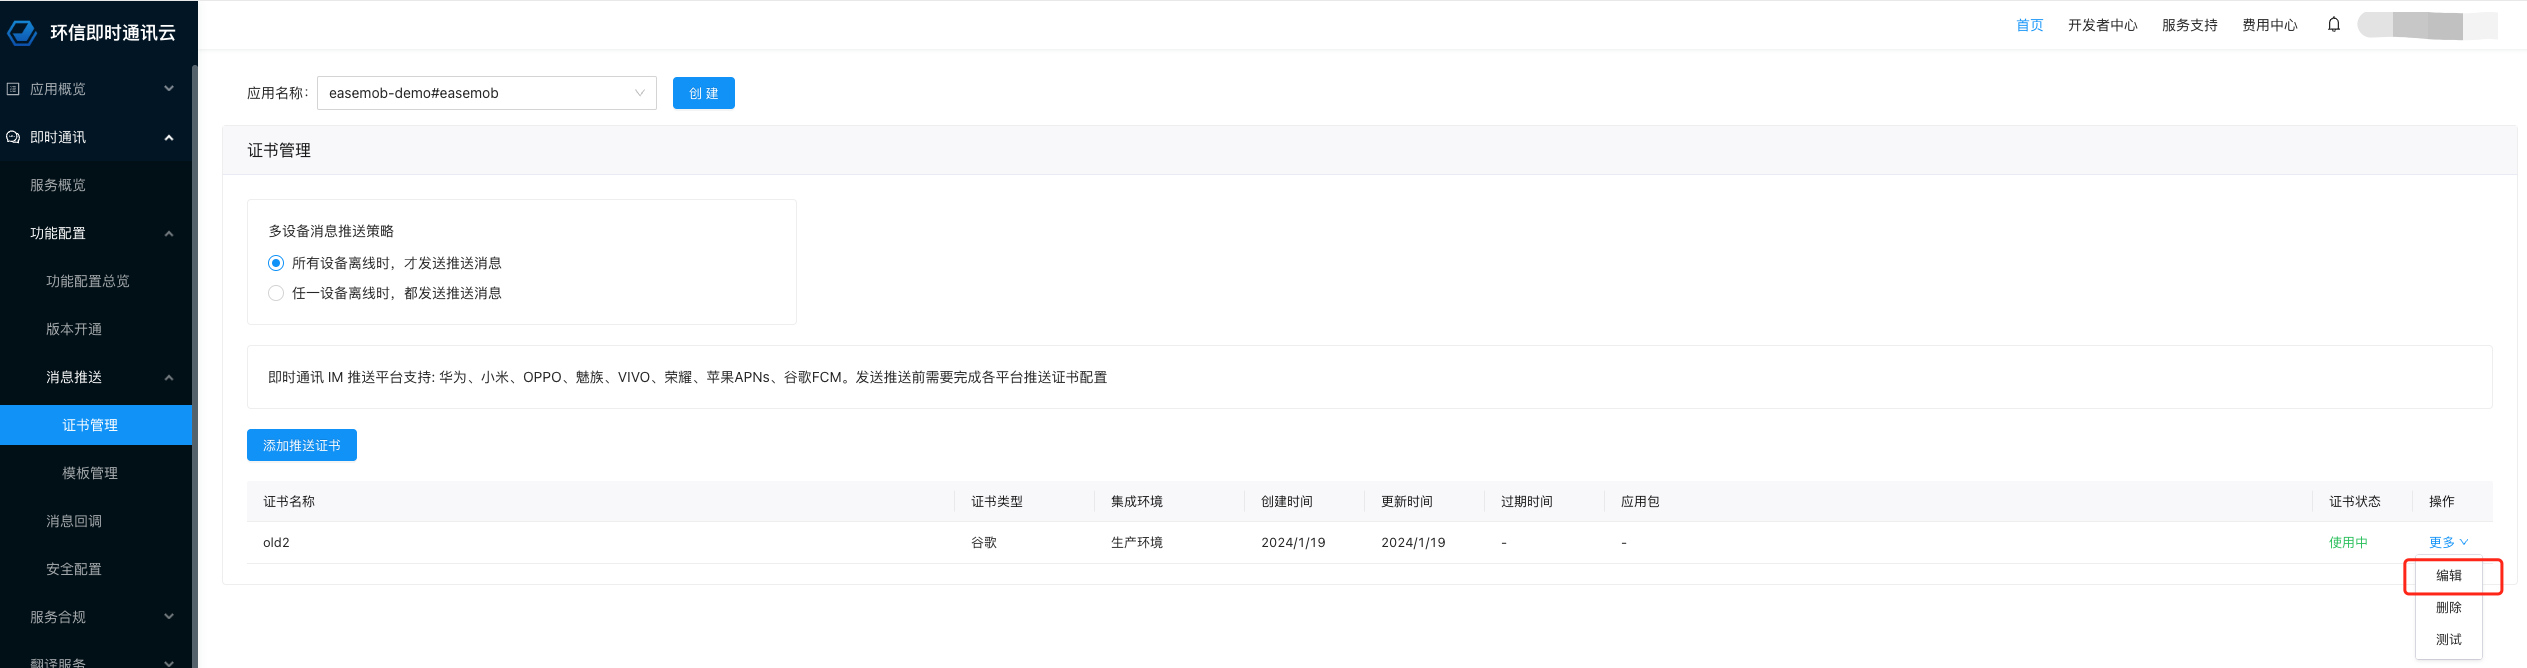 环信即时通讯云
首页 开发者中心 服务支持 费用中心
应用概览
即时通讯
服务概览
功能配置
功能配置总览
版本开通
消息推送
证书管理
模板管理
消息回调
安全配置
服务合规
翻译服务
应用名称: easemob-demo#easemob 创 建
证书管理
多设备消息推送策略
所有设备离线时，才发送推送消息
任一设备离线时，都发送推送消息
即时通讯 IM 推送平台支持: 华为、小米、OPPO、魅族、VIVO、荣耀、苹果APNs、谷歌FCM。发送推送前需要完成各平台推送证书配置
添加推送证书
证书名称 证书类型 集成环境 创建时间 更新时间 过期时间 应用包 证书状态 操作
old2 谷歌 生产环境 2024/1/19 2024/1/19 - - 使用中 更多
编辑
删除
测试